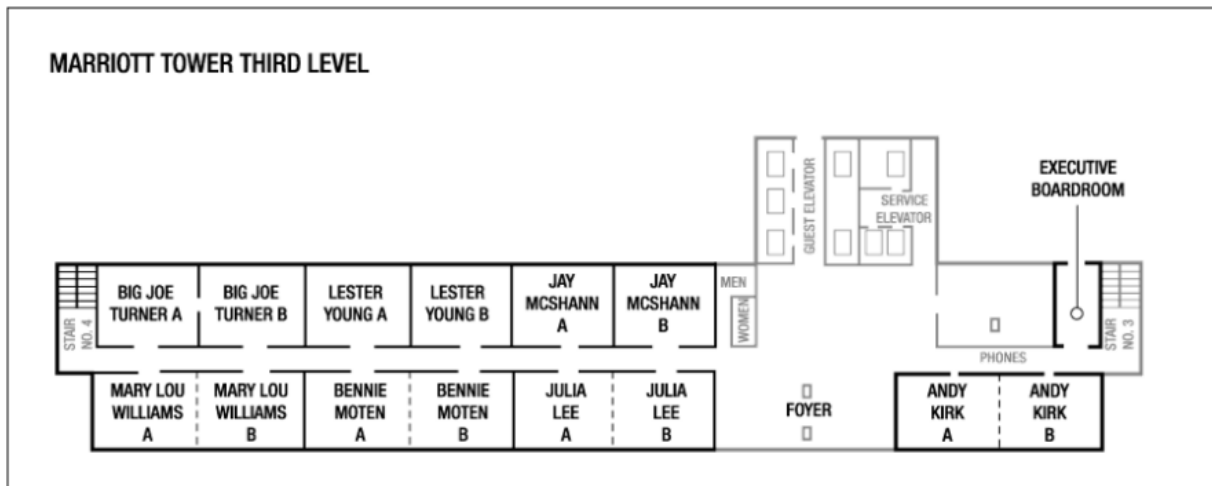 MARRIOTT TOWER THIRD LEVEL
GUEST ELEVATOR
SERVICE
ELEVATOR
EXECUTIVE
BOARDROOM
STAIR
NO. 4
BIG JOE
TURNER A
BIG JOE
TURNER B
LESTER
YOUNG A
LESTER
YOUNG B
JAY
MCSHANN
A
JAY
MCSHANN
B
MEN
WOMEN
PHONES
STAIR
NO. 3
MARY LOU
WILLIAMS
A
MARY LOU
WILLIAMS
B
BENNIE
MOTEN
A
BENNIE
MOTEN
B
JULIA
LEE
A
JULIA
LEE
B
FOYER
ANDY
KIRK
A
ANDY
KIRK
B